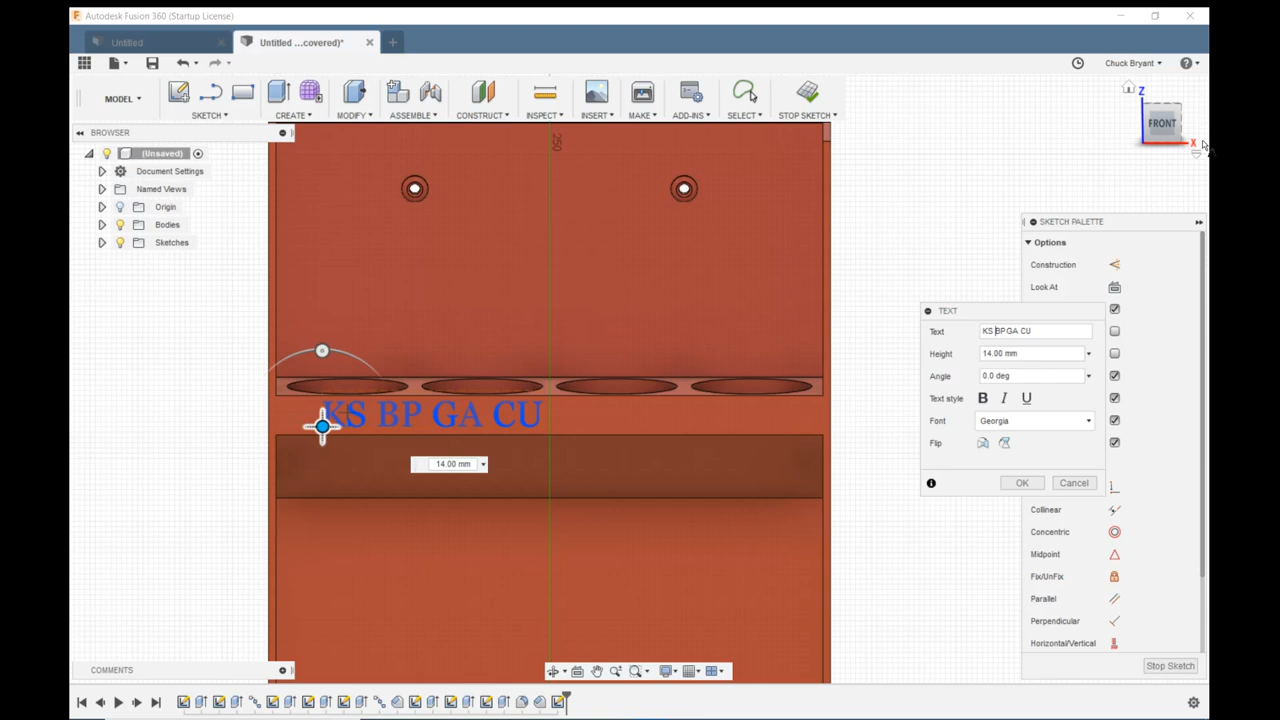 Autodesk Fusion 360 (Startup License)
Untitled
Untitled ...covered)*
Chuck Bryant
MODEL
SKETCH
CREATE
MODIFY
ASSEMBLE
CONSTRUCT
INSPECT
INSERT
MAKE
ADD-INS
SELECT
STOP SKETCH
BROWSER
(Unsaved)
Document Settings
Named Views
Origin
Bodies
Sketches
250
Z
FRONT
X
SKETCH PALETTE
Options
Construction
Look At
TEXT
Text KS BP GA CU
Height 14.00 mm
Angle 0.0 deg
Text style B I U
Font Georgia
Flip
OK Cancel
Collinear
Concentric
Midpoint
Fix/UnFix
Parallel
Perpendicular
Horizontal/Vertical
Stop Sketch
KS BP GA CU
14.00 mm
COMMENTS